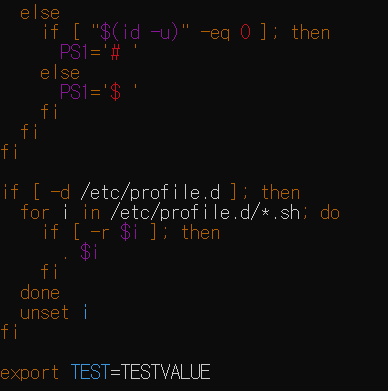 else
if [ "$(id -u)" -eq 0 ]; then
PS1='# '
else
PS1='$ '
fi
fi
fi
if [ -d /etc/profile.d ]; then
for i in /etc/profile.d/*.sh; do
if [ -r $i ]; then
. $i
fi
done
unset i
fi
export TEST=TESTVALUE